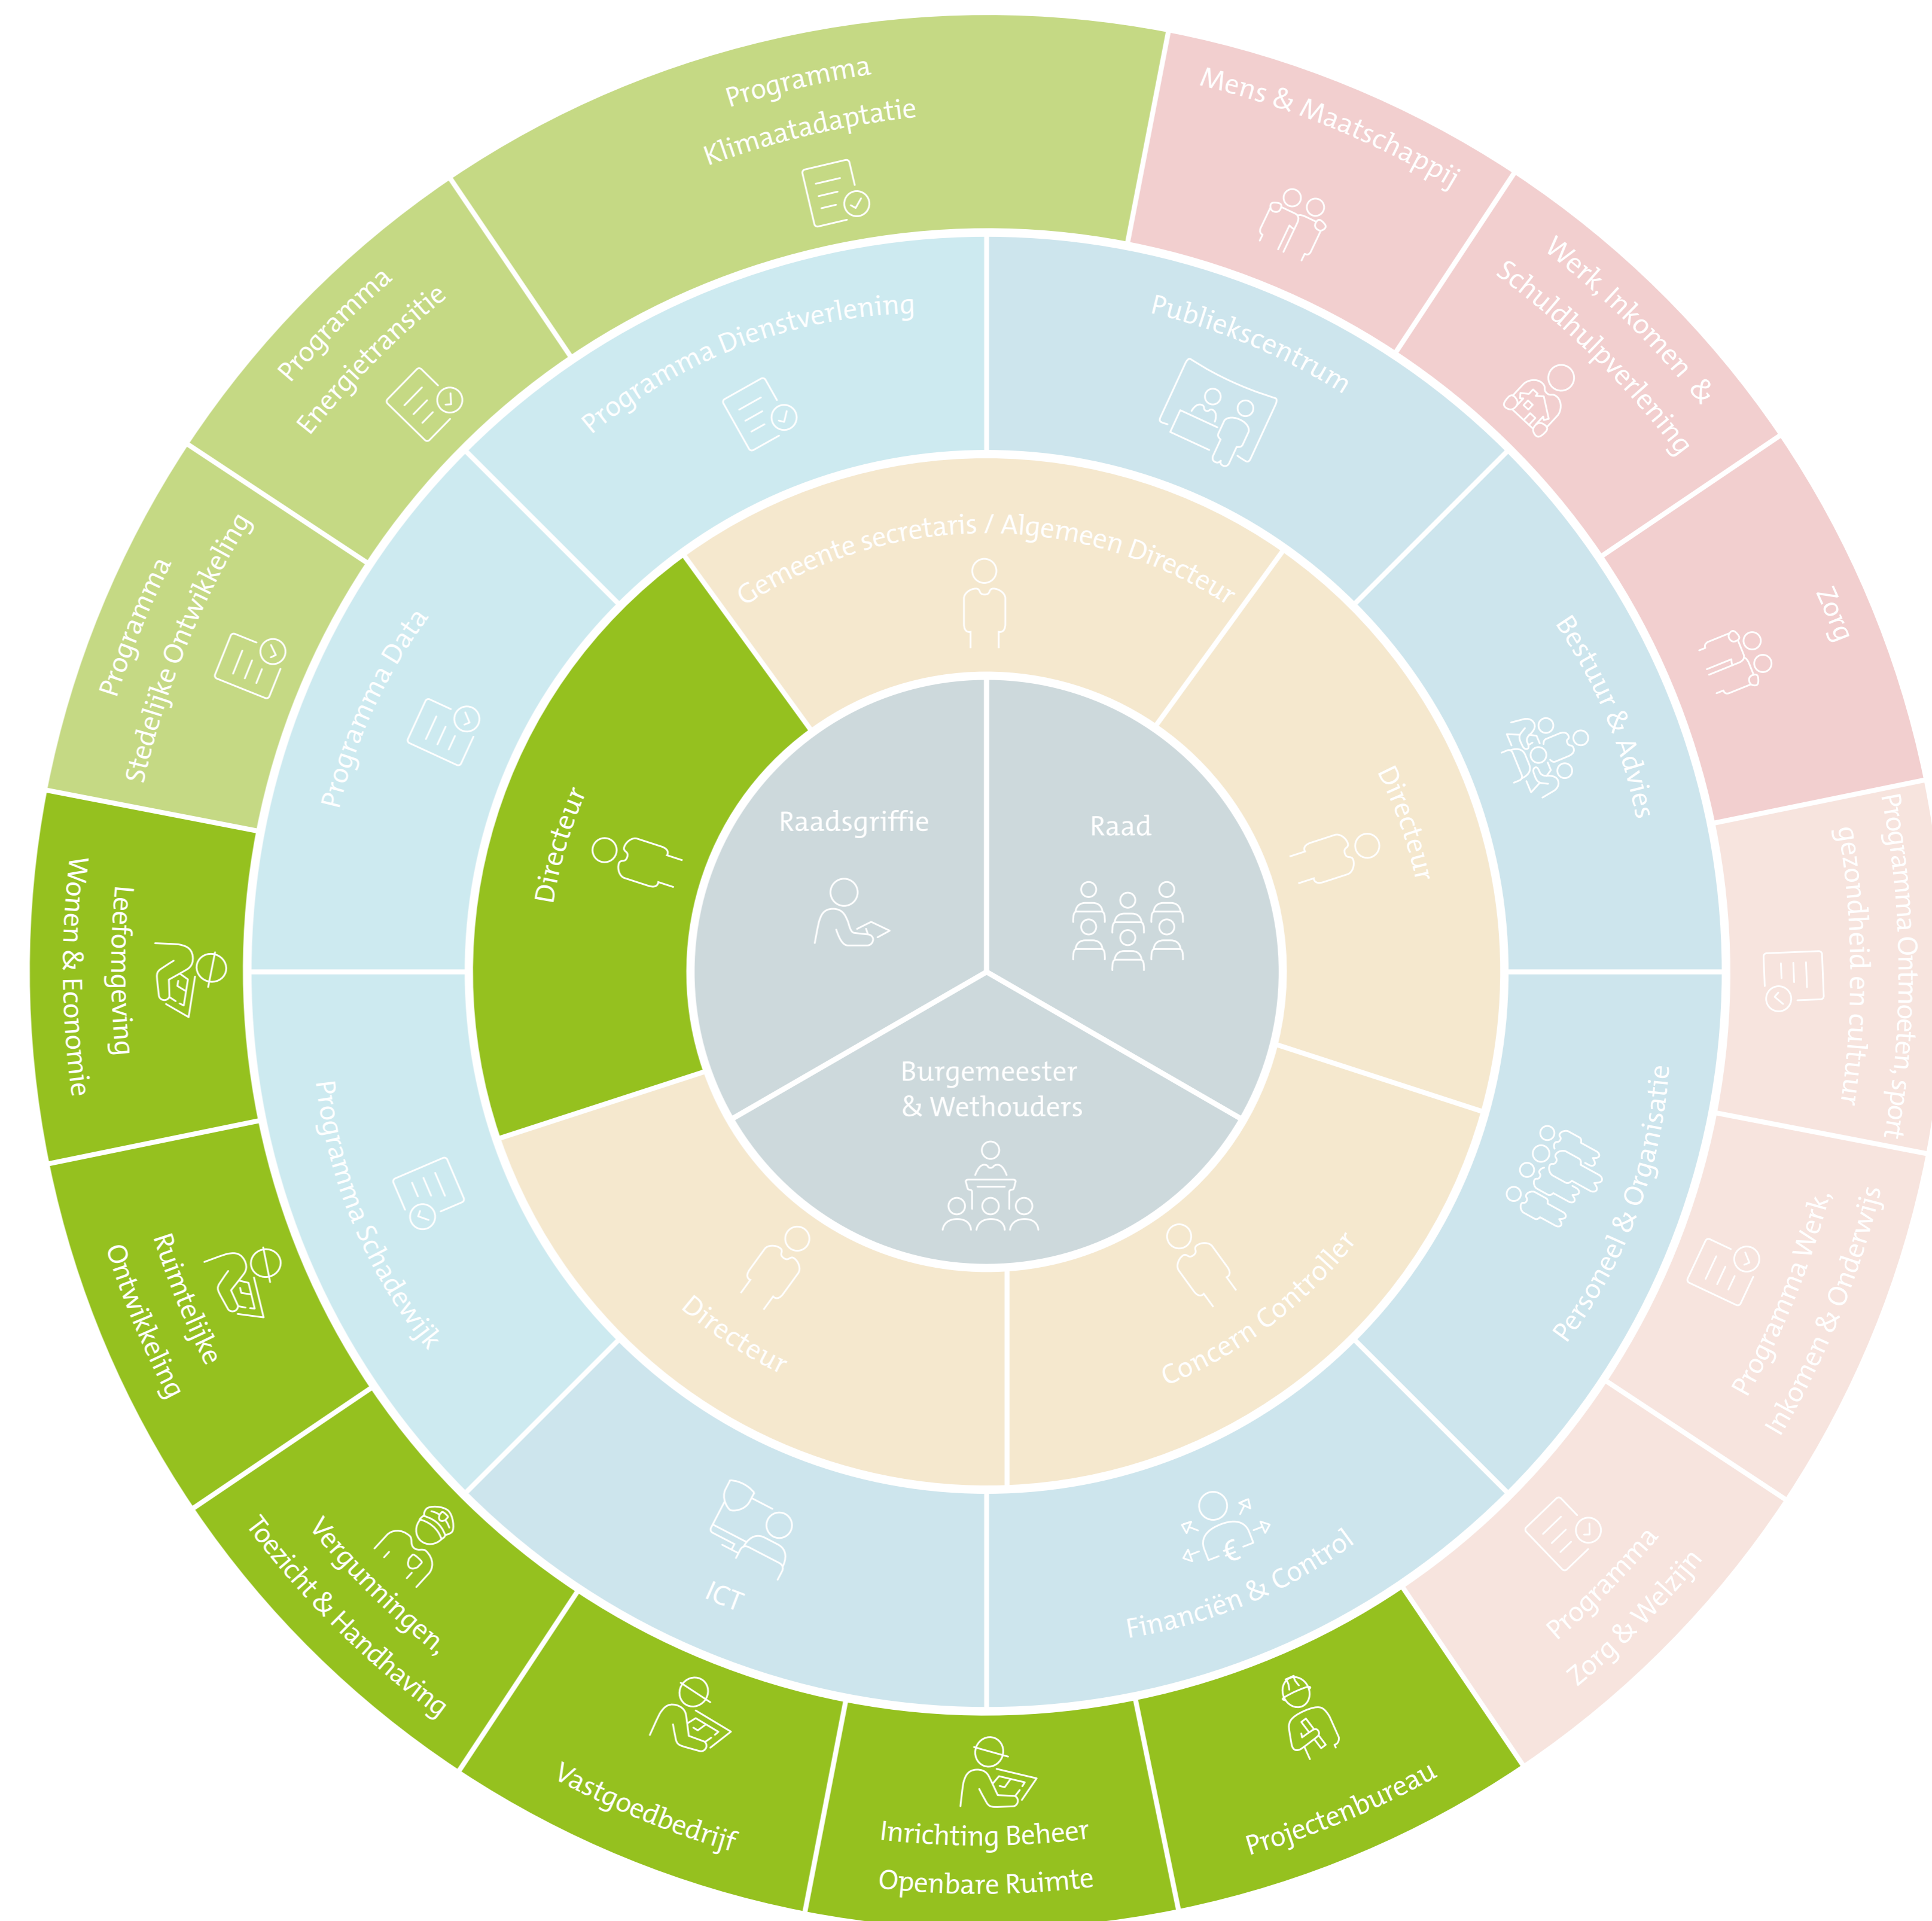 Programma
Klimaatadaptatie
Mens & Maatschappij
Werk, Inkomen &
Schuldhulpverlening
Zorg
Programma Ontmoeten, sport
gezondheid en cultuur
Programma Werk,
Inkomen & Onderwijs
Programma
Zorg & Welzijn
Projectenbureau
Inrichting Beheer
Openbare Ruimte
Vastgoedbedrijf
Vergunningen,
Toezicht & Handhaving
Ruimtelijke
Ontwikkeling
Leefomgeving
Wonen & Economie
Programma
Stedelijke Ontwikkeling
Programma
Energietransitie
Programma Dienstverlening
Publiekscentrum
Bestuur & Advies
Personeel & Organisatie
Financiën & Control
€
ICT
Programma Schadewijk
Programma Data
Gemeente secretaris / Algemeen Directeur
Directeur
Concern Controller
Directeur
Directeur
Raadsgriffie
Raad
Burgemeester
& Wethouders